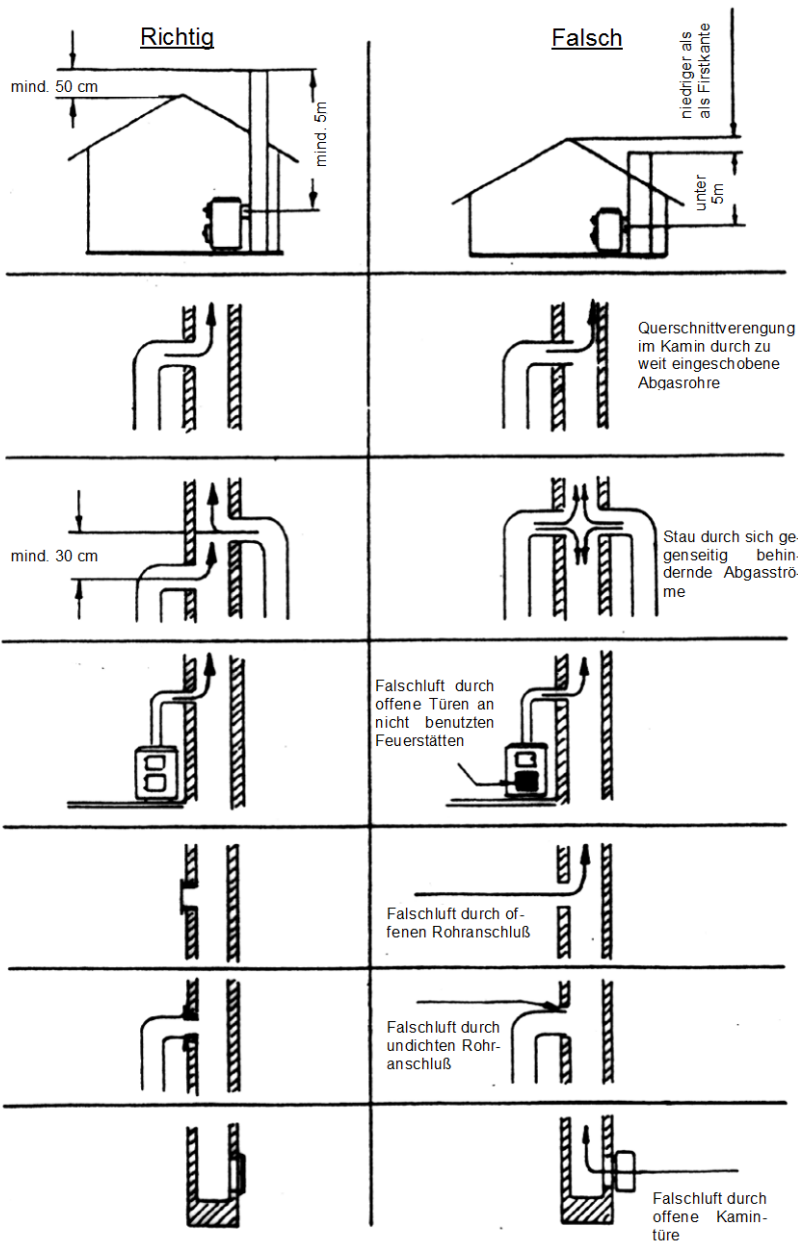 Richtig
Falsch
mind. 50 cm
mind. 5m
niedriger als
als Firstkante
unter
5m
Querschnittverengung
im Kamin durch zu
weit eingeschobene
Abgasrohre
mind. 30 cm
Stau durch sich ge-
genseitig behin-
dernde Abgasströ-
me
Falschluft durch
offene Türen an
nicht benutzten
Feuerstätten
Falschluft durch of-
fenen Rohranschluß
Falschluft durch
undichten Rohr-
anschluß
Falschluft durch
offene Kamin-
türe